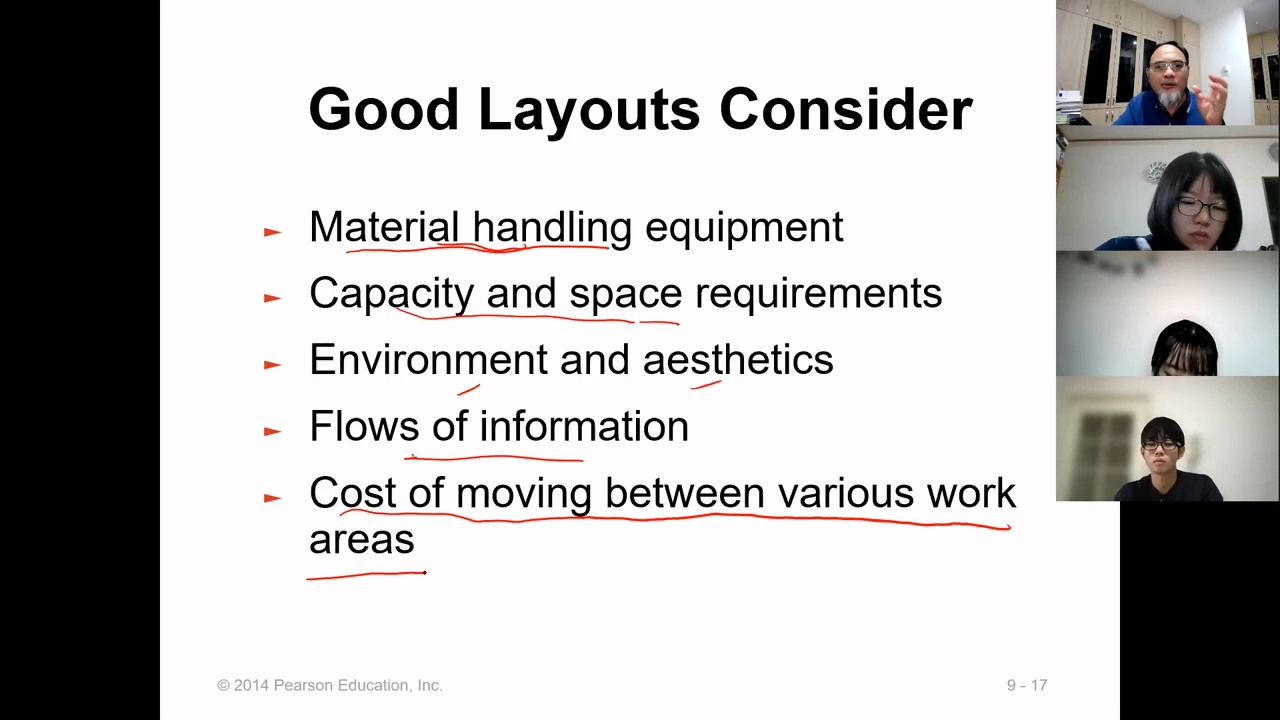 Good Layouts Consider
► Material handling equipment
► Capacity and space requirements
► Environment and aesthetics
► Flows of information
► Cost of moving between various work
areas
© 2014 Pearson Education, Inc.
9 - 17